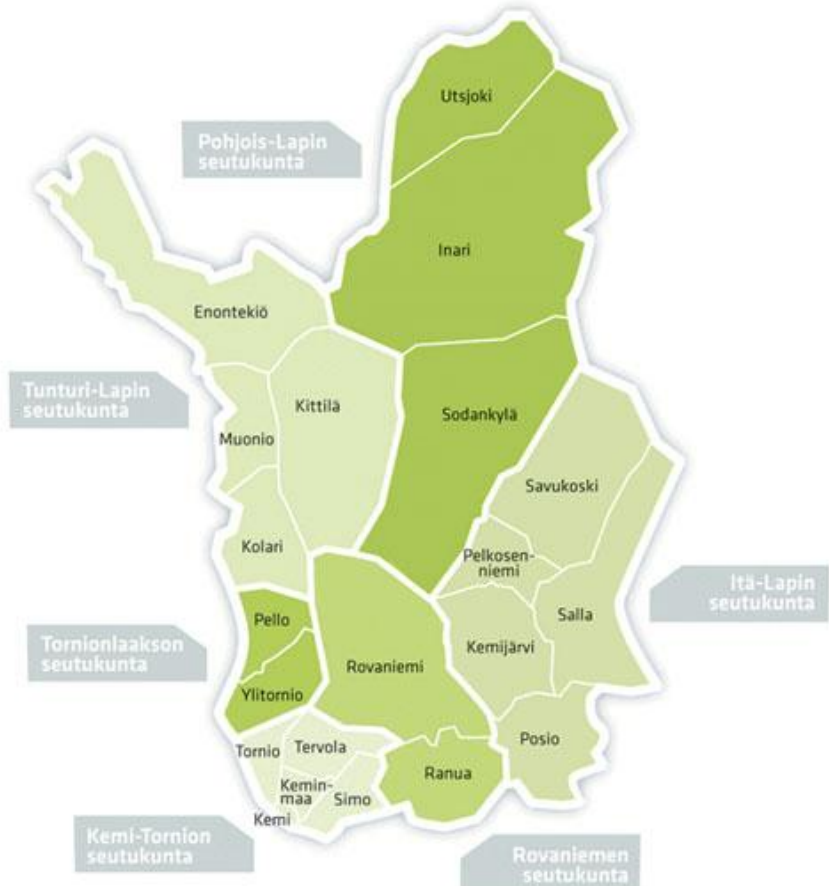 Utsjoki
Pohjois-Lapin
seutukunta
Inari
Enontekiö
Tunturi-Lapin
seutukunta
Kittilä
Sodankylä
Muonio
Savukoski
Kolari
Pelkosen-
niemi
Itä-Lapin
seutukunta
Salla
Pello
Tornionlaakson
seutukunta
Kemijärvi
Rovaniemi
Ylitornio
Posio
Tornio
Tervola
Ranua
Kemin-
maa
Simo
Kemi
Kemi-Tornion
seutukunta
Rovaniemen
seutukunta